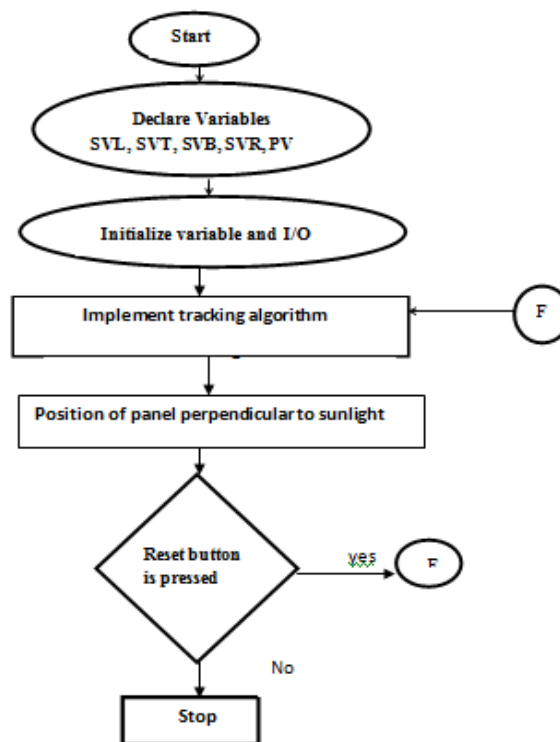 Start
Declare Variables
SVL, SVT, SVB, SVR, PV
Initialize variable and I/O
Implement tracking algorithm
F
Position of panel perpendicular to sunlight
Reset button
is pressed
yes
F
No
Stop